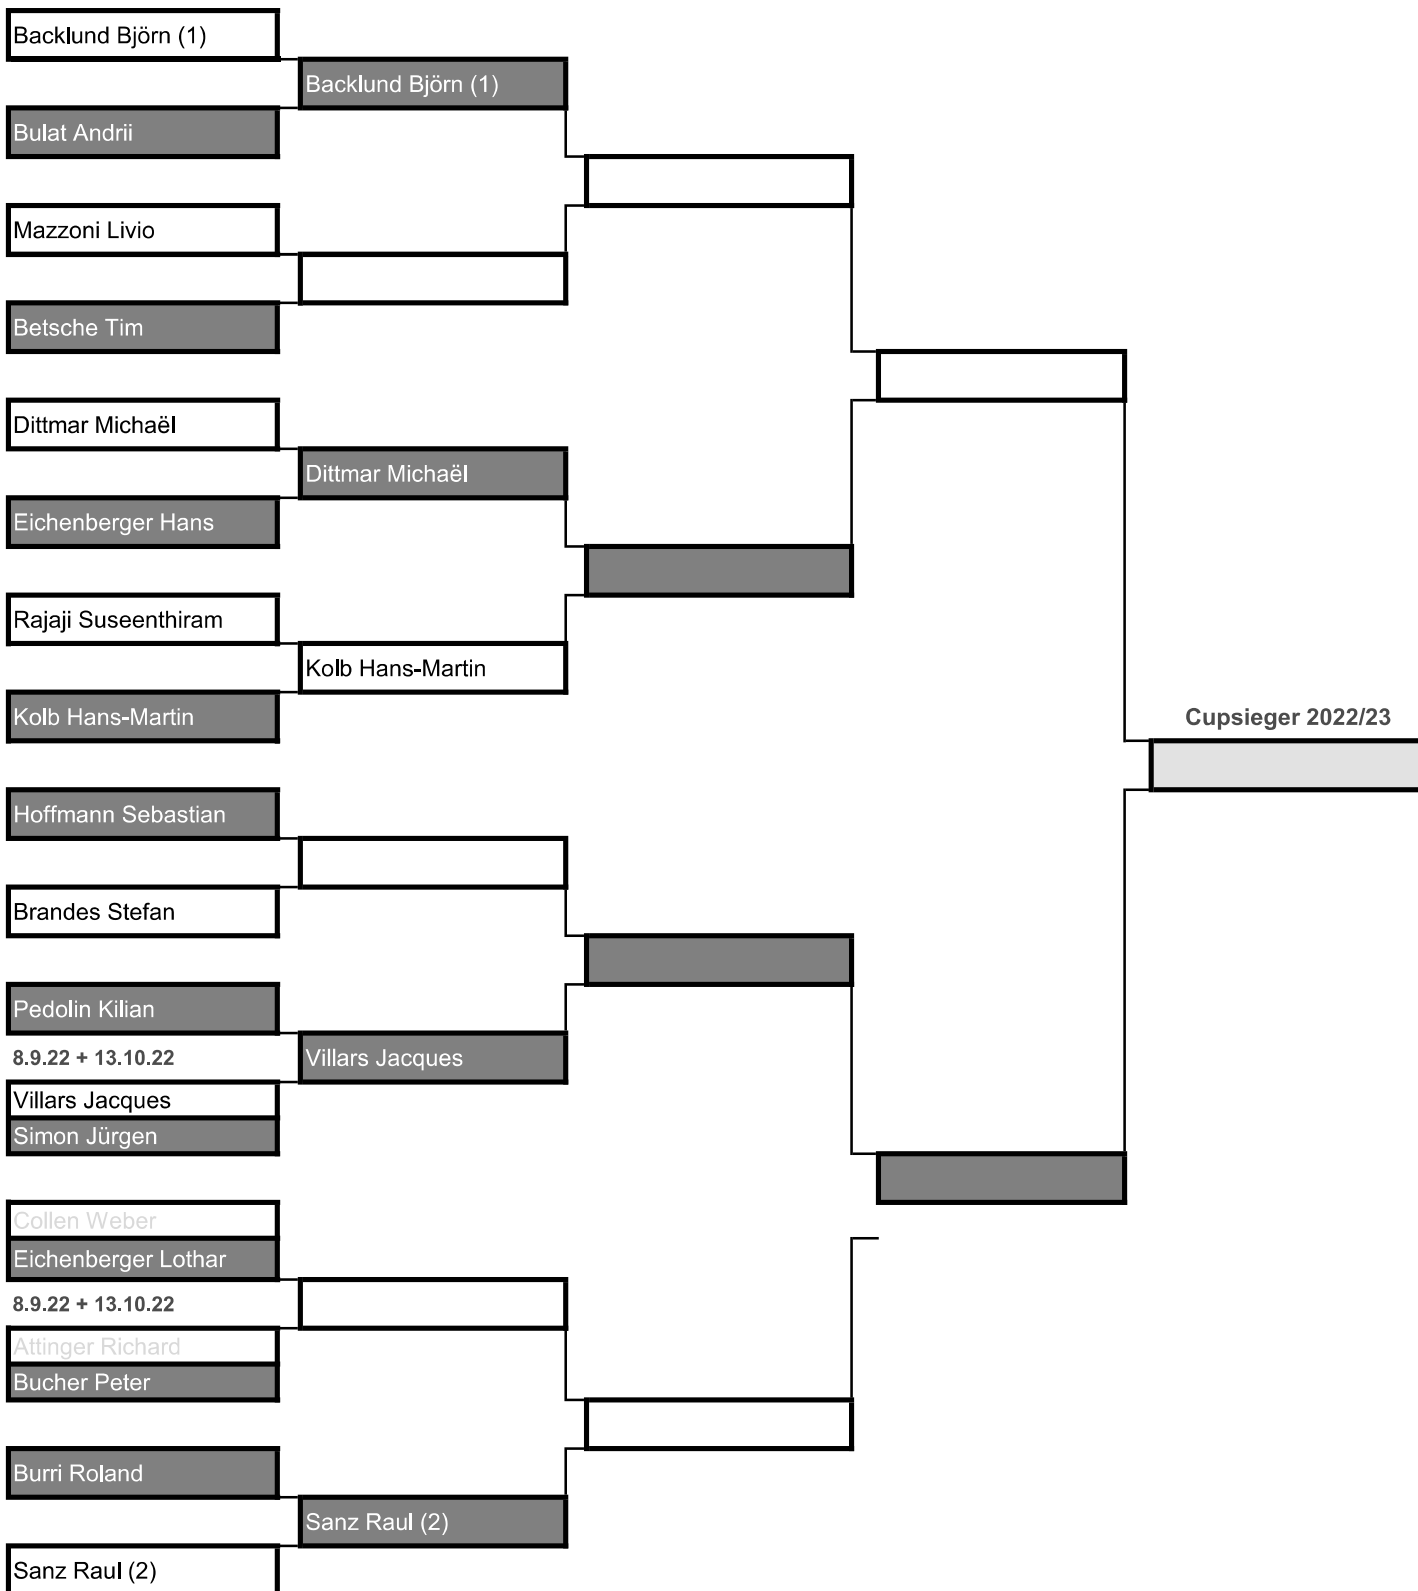 Backlund Björn (1)
Backlund Björn (1)
Bulat Andrii
Mazzoni Livio
Betsche Tim
Dittmar Michaël
Dittmar Michaël
Eichenberger Hans
Rajaji Suseenthiram
Kolb Hans-Martin
Kolb Hans-Martin
Cupsieger 2022/23
Hoffmann Sebastian
Brandes Stefan
Pedolin Kilian
8.9.22 + 13.10.22
Villars Jacques
Villars Jacques
Simon Jürgen
Collen Weber
Eichenberger Lothar
8.9.22 + 13.10.22
Attinger Richard
Bucher Peter
Burri Roland
Sanz Raul (2)
Sanz Raul (2)